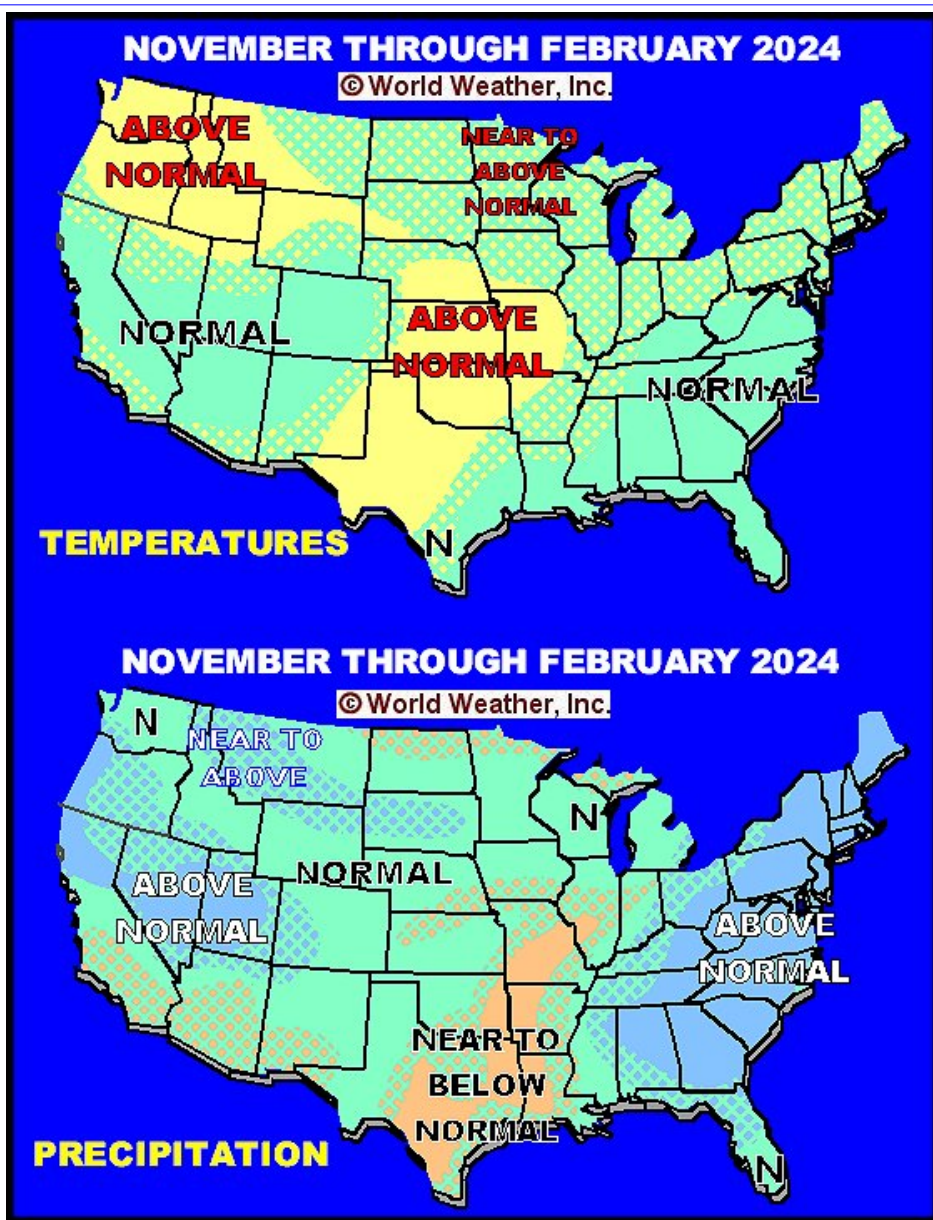 NOVEMBER THROUGH FEBRUARY 2024
© World Weather, Inc.
ABOVE
NORMAL
NEAR TO
ABOVE
NORMAL
NORMAL
ABOVE
NORMAL
NORMAL
N
TEMPERATURES
NOVEMBER THROUGH FEBRUARY 2024
© World Weather, Inc.
N
NEAR TO
ABOVE
N
NORMAL
ABOVE
NORMAL
ABOVE
NORMAL
NEAR TO
BELOW
NORMAL
PRECIPITATION
N